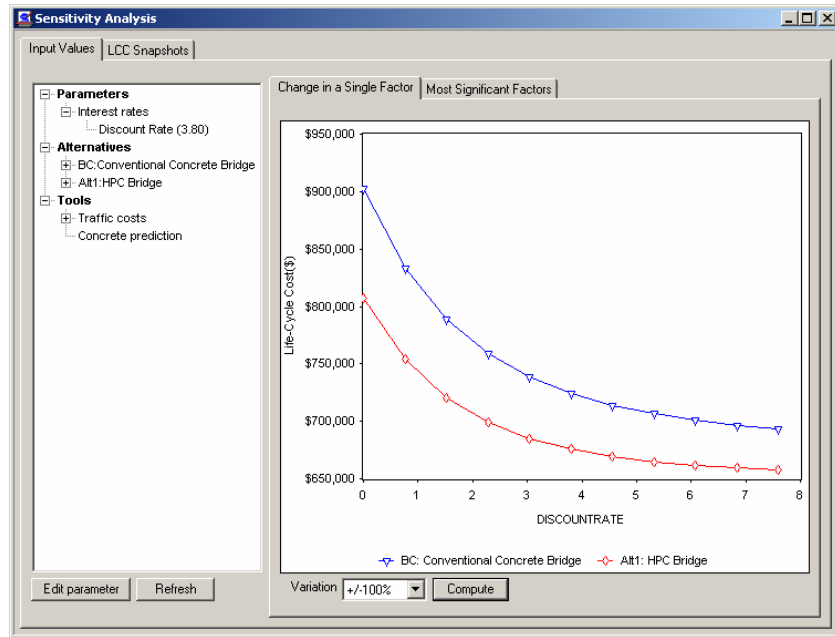 Sensitivity Analysis
Input Values LCC Snapshots
Parameters
Interest rates
Discount Rate (3.80)
Alternatives
BC:Conventional Concrete Bridge
Alt1:HPC Bridge
Tools
Traffic costs
Concrete prediction
Edit parameter Refresh
Change in a Single Factor Most Significant Factors
$950,000
$900,000
$850,000
$800,000
$750,000
$700,000
$650,000
Life-Cycle Cost($)
0 1 2 3 4 5 6 7 8
DISCOUNTRATE
BC: Conventional Concrete Bridge Alt1: HPC Bridge
Variation +/-100% Compute